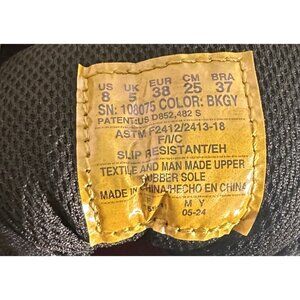 US UK EUR CM BRA
8 5 38 25 37
SN: 108075 COLOR: BKGY
PATENT: US D852,482 S
ASTM F2412/2413-18
F/I/C
SLIP RESISTANT/EH
TEXTILE AND MAN MADE UPPER
RUBBER SOLE
MADE IN CHINA/HECHO EN CHINA
M Y
05-24